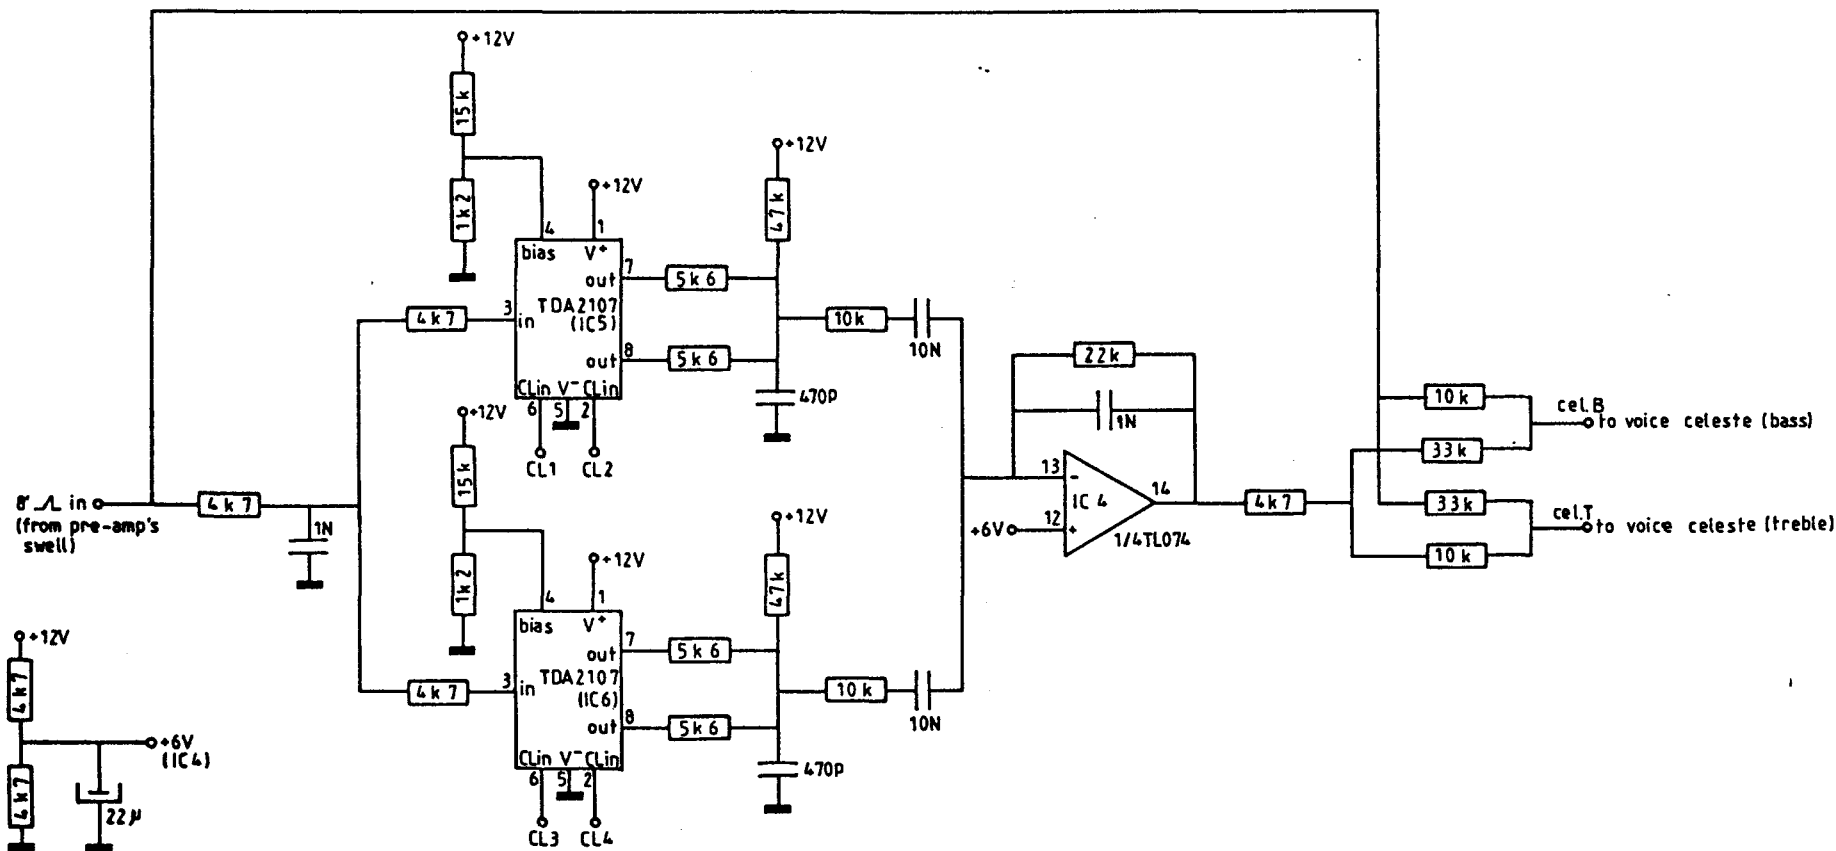 +12V
15k
1k2
+12V
4
1
bias
V+
out
7
TDA2107
(IC5)
3
in
out
8
CLin
V-
CLin
6
5
2
CL1
CL2
4k7
5k6
5k6
+12V
47k
10k
10N
470P
8' in
(from pre-amp's
swell)
4k7
1N
+12V
15k
1k2
+12V
4
1
bias
V+
out
7
TDA2107
(IC6)
3
in
out
8
CLin
V-
CLin
6
5
2
CL3
CL4
4k7
5k6
5k6
+12V
47k
10k
10N
470P
22k
1N
13
-
IC 4
14
12
+
+6V
1/4TL074
4k7
10k
33k
cel.B
to voice celeste (bass)
33k
10k
cel.T
to voice celeste (treble)
+12V
4k7
+6V
(IC4)
4k7
22µ